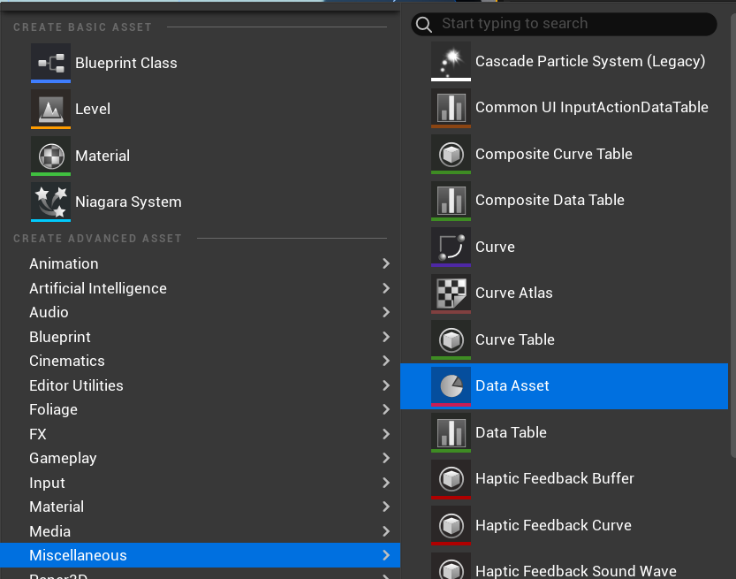 CREATE BASIC ASSET
Blueprint Class
Level
Material
Niagara System
CREATE ADVANCED ASSET
Animation
Artificial Intelligence
Audio
Blueprint
Cinematics
Editor Utilities
Foliage
FX
Gameplay
Input
Material
Media
Miscellaneous
Paper2D
Start typing to search
Cascade Particle System (Legacy)
Common UI InputActionDataTable
Composite Curve Table
Composite Data Table
Curve
Curve Atlas
Curve Table
Data Asset
Data Table
Haptic Feedback Buffer
Haptic Feedback Curve
Haptic Feedback Sound Wave